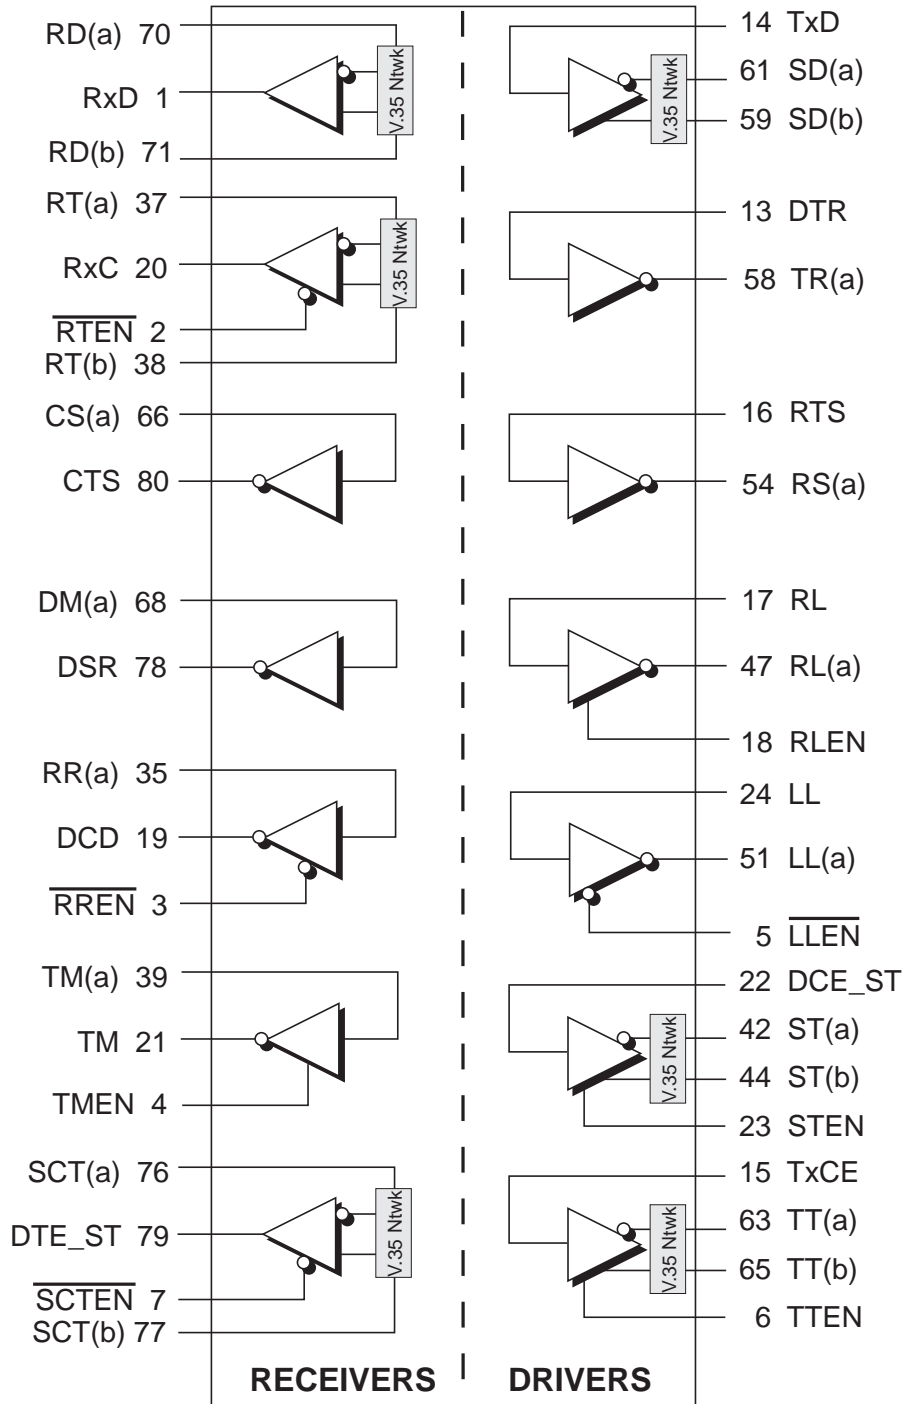 RD(a) 70
RxD 1
RD(b) 71
V.35 Ntwk
RT(a) 37
RxC 20
RTEN 2
RT(b) 38
V.35 Ntwk
CS(a) 66
CTS 80
DM(a) 68
DSR 78
RR(a) 35
DCD 19
RREN 3
TM(a) 39
TM 21
TMEN 4
SCT(a) 76
DTE_ST 79
SCTEN 7
SCT(b) 77
V.35 Ntwk
RECEIVERS
14 TxD
61 SD(a)
59 SD(b)
V.35 Ntwk
13 DTR
58 TR(a)
16 RTS
54 RS(a)
17 RL
47 RL(a)
18 RLEN
24 LL
51 LL(a)
5 LLEN
22 DCE_ST
42 ST(a)
44 ST(b)
23 STEN
V.35 Ntwk
15 TxCE
63 TT(a)
65 TT(b)
6 TTEN
V.35 Ntwk
DRIVERS